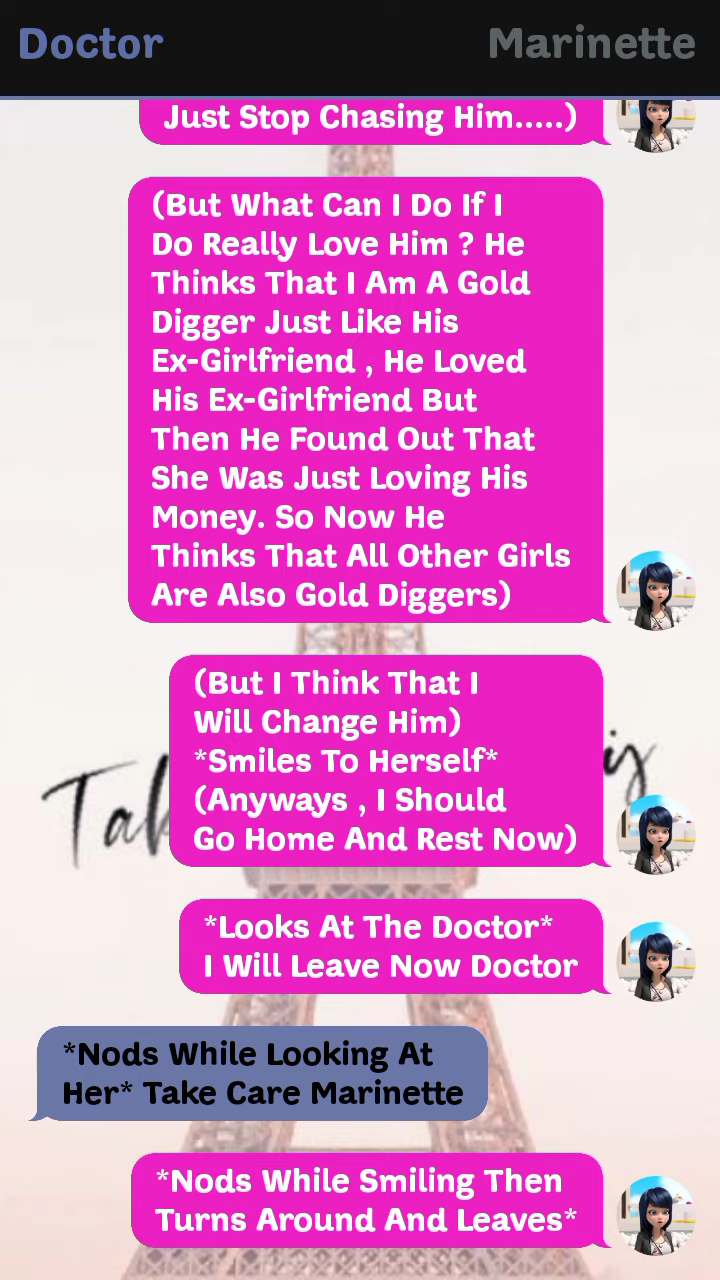 Doctor Marinette
Just Stop Chasing Him.....)
(But What Can I Do If I
Do Really Love Him ? He
Thinks That I Am A Gold
Digger Just Like His
Ex-Girlfriend , He Loved
His Ex-Girlfriend But
Then He Found Out That
She Was Just Loving His
Money. So Now He
Thinks That All Other Girls
Are Also Gold Diggers)
(But I Think That I
Will Change Him)
*Smiles To Herself*
(Anyways , I Should
Go Home And Rest Now)
*Looks At The Doctor*
I Will Leave Now Doctor
*Nods While Looking At
Her* Take Care Marinette
*Nods While Smiling Then
Turns Around And Leaves*